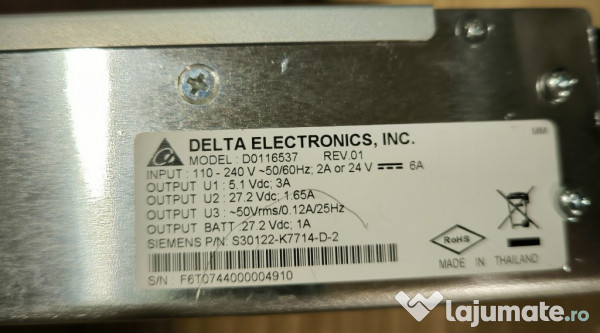 DELTA ELECTRONICS, INC.
MODEL : D0116537 REV.01
INPUT : 110 - 240 V ~50/60Hz; 2A or 24 V ⎓ 6A
OUTPUT U1 : 5.1 Vdc; 3A
OUTPUT U2 : 27.2 Vdc; 1.65A
OUTPUT U3 : ~50Vrms/0.12A/25Hz
OUTPUT BATT :27.2 Vdc; 1A
SIEMENS P/N: S30122-K7714-D-2
S/N F6T0744000004910
MM
RoHS
MADE IN THAILAND
lajumate.ro